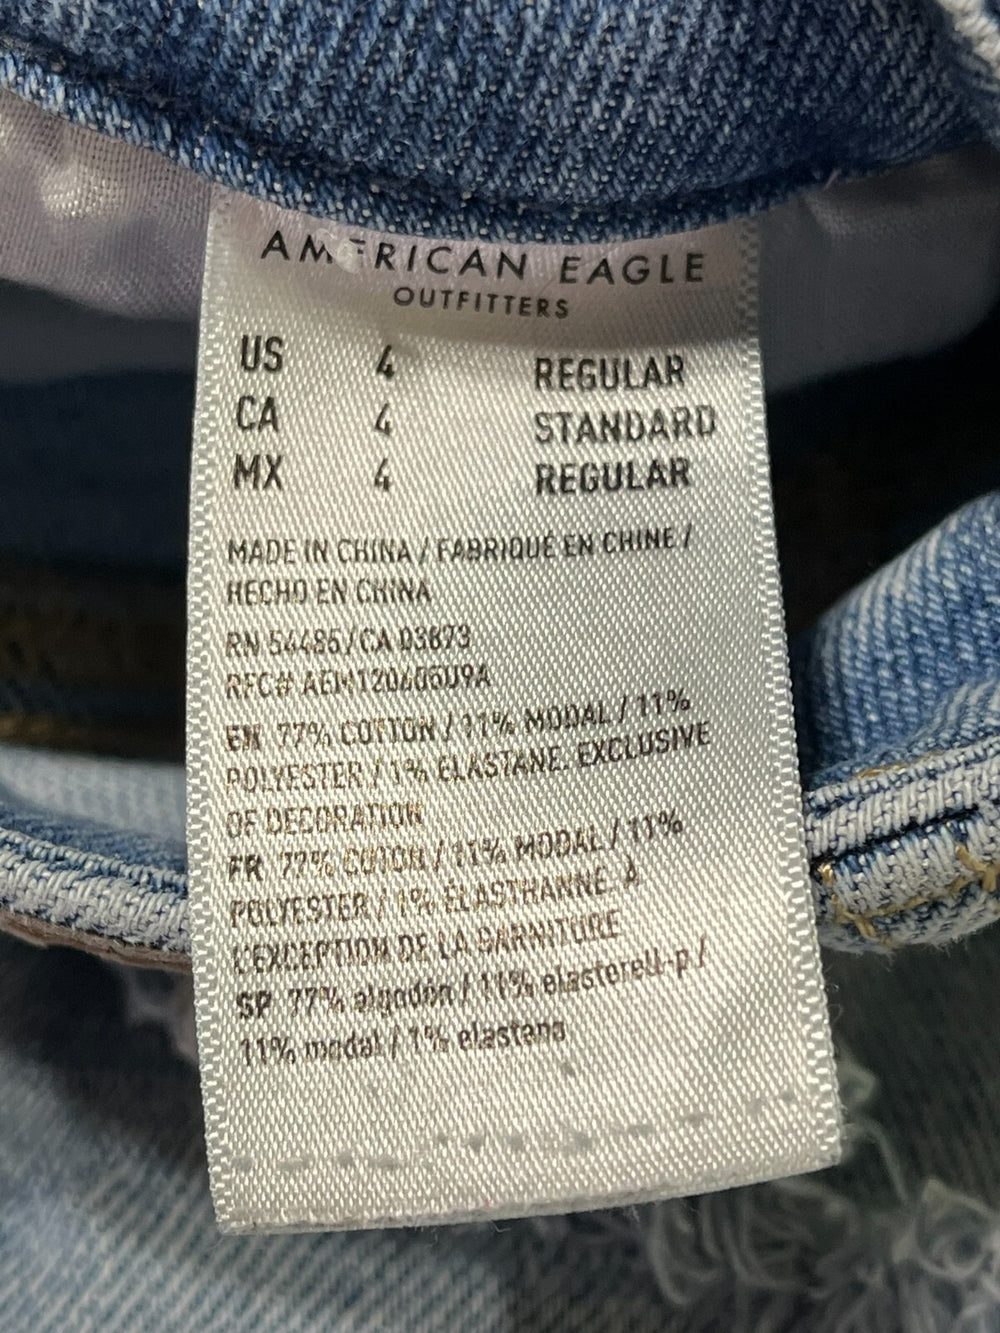 AMERICAN EAGLE
OUTFITTERS
US 4 REGULAR
CA 4 STANDARD
MX 4 REGULAR
MADE IN CHINA / FABRIQUÉ EN CHINE /
HECHO EN CHINA
RN 54485/CA 03873
RFC# AEM120605U9A
EN 77% COTTON / 11% MODAL / 11%
POLYESTER / 1% ELASTANE. EXCLUSIVE
OF DECORATION
FR 77% COTON / 11% MODAL / 11%
POLYESTER / 1% ÉLASTHANNE. À
L'EXCEPTION DE LA GARNITURE
SP 77% algodón / 11% elasterell-p /
11% modal / 1% elastano